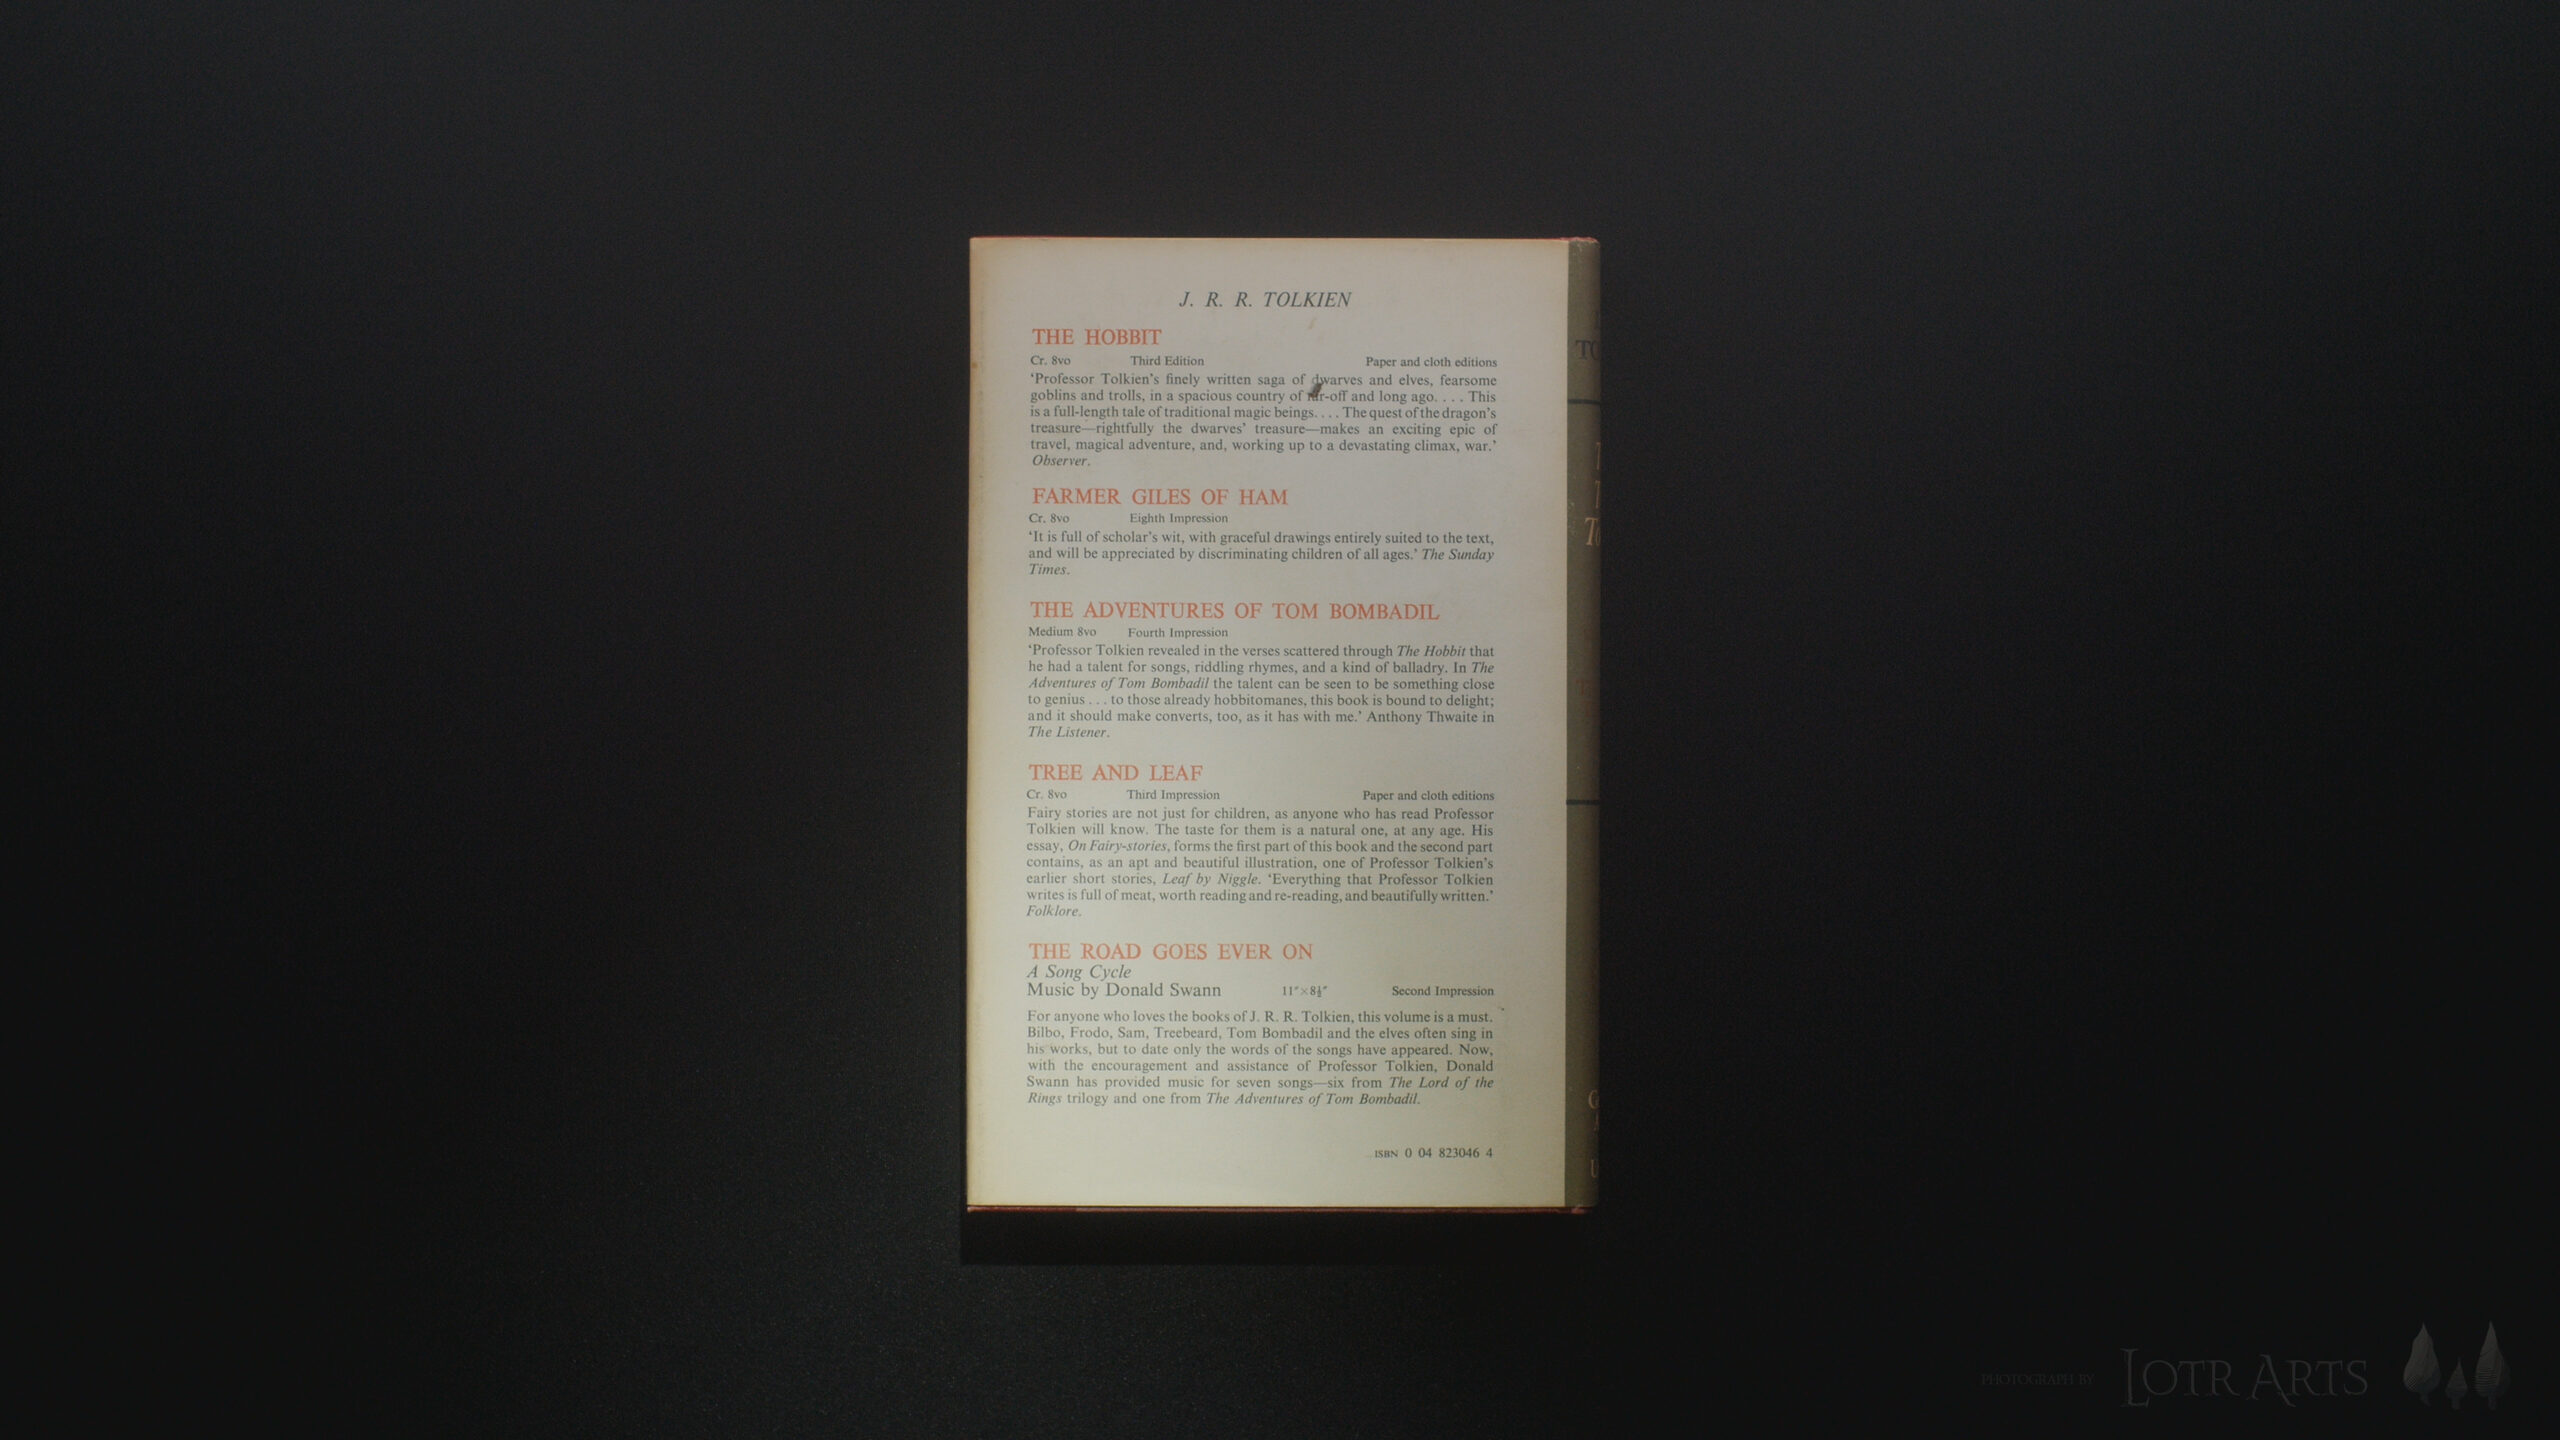 J. R. R. TOLKIEN
THE HOBBIT
Cr. 8vo Third Edition Paper and cloth editions
‘Professor Tolkien’s finely written saga of dwarves and elves, fearsome
goblins and trolls, in a spacious country of far-off and long ago. . . . This
is a full-length tale of traditional magic beings. . . . The quest of the dragon’s
treasure—rightfully the dwarves’ treasure—makes an exciting epic of
travel, magical adventure, and, working up to a devastating climax, war.’
Observer.
FARMER GILES OF HAM
Cr. 8vo Eighth Impression
‘It is full of scholar’s wit, with graceful drawings entirely suited to the text,
and will be appreciated by discriminating children of all ages.’ The Sunday
Times.
THE ADVENTURES OF TOM BOMBADIL
Medium 8vo Fourth Impression
‘Professor Tolkien revealed in the verses scattered through The Hobbit that
he had a talent for songs, riddling rhymes, and a kind of balladry. In The
Adventures of Tom Bombadil the talent can be seen to be something close
to genius . . . to those already hobbitomanes, this book is bound to delight;
and it should make converts, too, as it has with me.’ Anthony Thwaite in
The Listener.
TREE AND LEAF
Cr. 8vo Third Impression Paper and cloth editions
Fairy stories are not just for children, as anyone who has read Professor
Tolkien will know. The taste for them is a natural one, at any age. His
essay, On Fairy-stories, forms the first part of this book and the second part
contains, as an apt and beautiful illustration, one of Professor Tolkien’s
earlier short stories, Leaf by Niggle. ‘Everything that Professor Tolkien
writes is full of meat, worth reading and re-reading, and beautifully written.’
Folklore.
THE ROAD GOES EVER ON
A Song Cycle
Music by Donald Swann 11″×8½″ Second Impression
For anyone who loves the books of J. R. R. Tolkien, this volume is a must.
Bilbo, Frodo, Sam, Treebeard, Tom Bombadil and the elves often sing in
his works, but to date only the words of the songs have appeared. Now,
with the encouragement and assistance of Professor Tolkien, Donald
Swann has provided music for seven songs—six from The Lord of the
Rings trilogy and one from The Adventures of Tom Bombadil.
ISBN 0 04 823046 4
PHOTOGRAPH BY LOTR ARTS